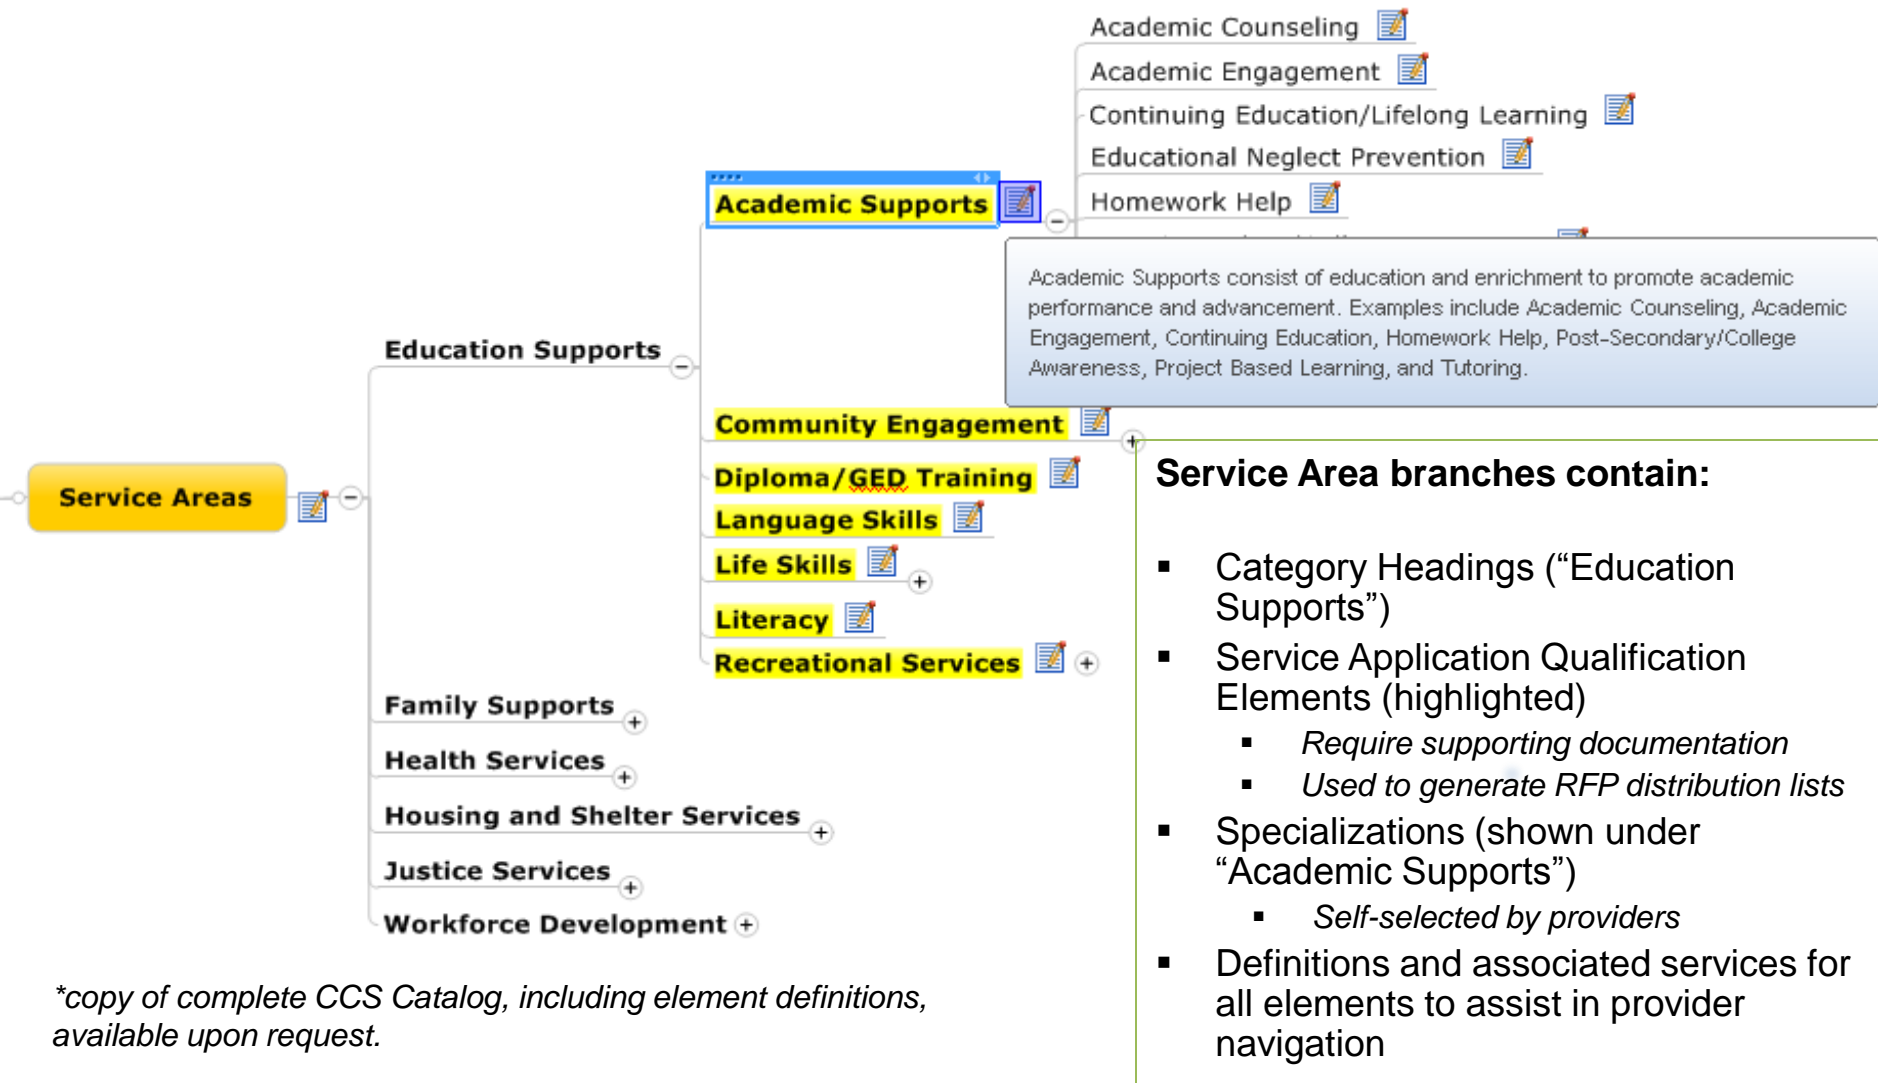 Academic Counseling
Academic Engagement
Continuing Education/Lifelong Learning
Educational Neglect Prevention
Academic Supports
Homework Help
Academic Supports consist of education and enrichment to promote academic
performance and advancement. Examples include Academic Counseling, Academic
Engagement, Continuing Education, Homework Help, Post-Secondary/College
Awareness, Project Based Learning, and Tutoring.
Education Supports
Community Engagement
Diploma/GED Training
Language Skills
Life Skills
Literacy
Recreational Services
Service Areas
Family Supports
Health Services
Housing and Shelter Services
Justice Services
Workforce Development
Service Area branches contain:
▪ Category Headings (“Education
Supports”)
▪ Service Application Qualification
Elements (highlighted)
▪ Require supporting documentation
▪ Used to generate RFP distribution lists
▪ Specializations (shown under
“Academic Supports”)
▪ Self-selected by providers
▪ Definitions and associated services for
all elements to assist in provider
navigation
*copy of complete CCS Catalog, including element definitions,
available upon request.